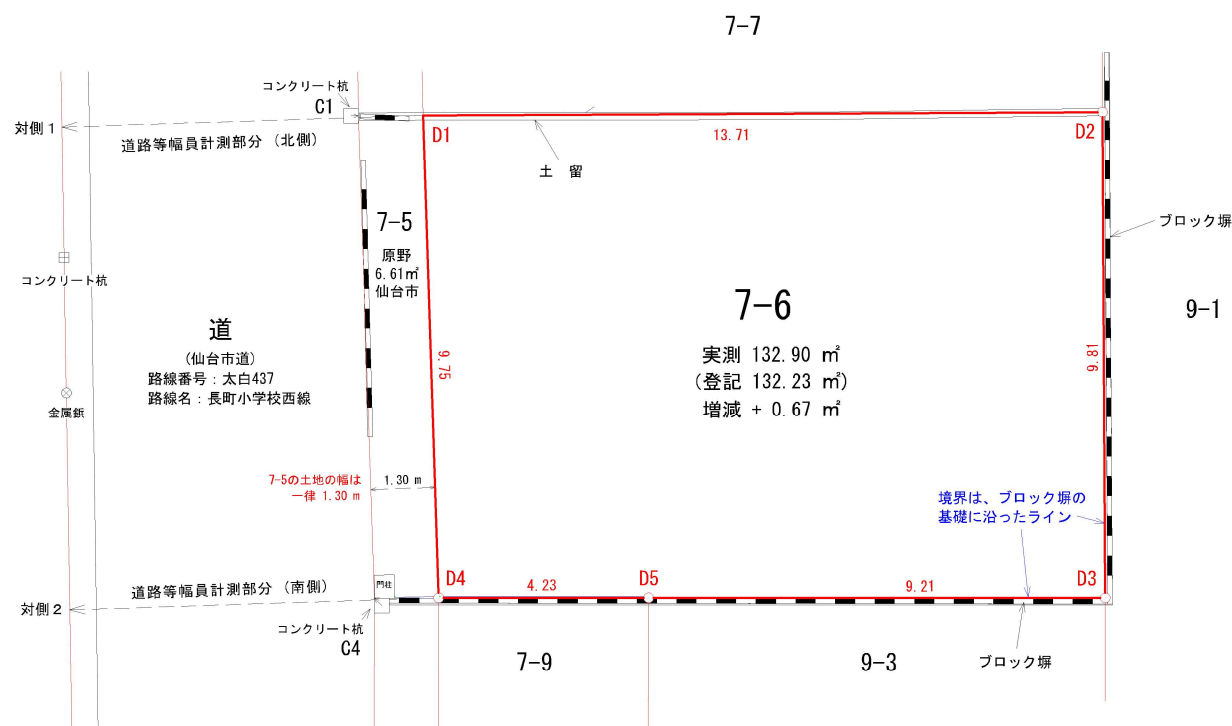 7-7
コンクリート杭
C1
対側 1
道路等幅員計測部分 (北側)
D1
13.71
D2
土 留
7-5
原野
6.61㎡
仙台市
ブロック塀
コンクリート杭
7-6
9-1
道
(仙台市道)
路線番号：太白437
路線名：長町小学校西線
実測 132.90 ㎡
(登記 132.23 ㎡)
増減 + 0.67 ㎡
9.75
9.81
金属鋲
7-5の土地の幅は
一律 1.30 m
1.30 m
境界は、ブロック塀の
基礎に沿ったライン
道路等幅員計測部分 (南側)
門柱
D4
4.23
D5
9.21
D3
対側 2
コンクリート杭
C4
7-9
9-3
ブロック塀